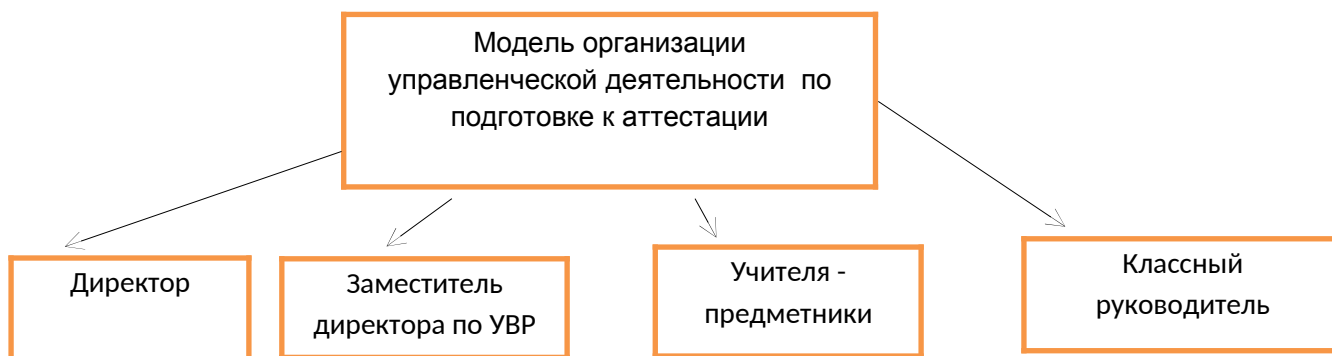 Модель организации
управленческой деятельности по
подготовке к аттестации
Директор
Заместитель
директора по УВР
Учителя -
предметники
Классный
руководитель